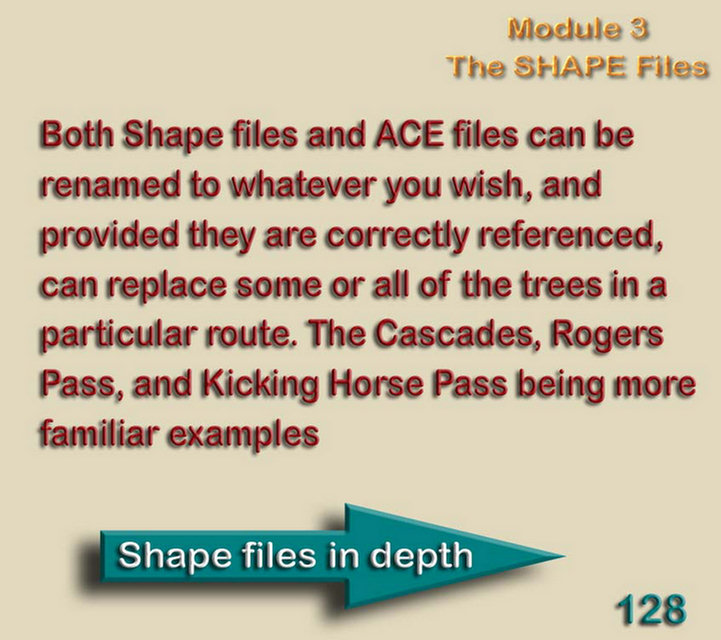 Module 3
The SHAPE Files
Both Shape files and ACE files can be
renamed to whatever you wish, and
provided they are correctly referenced,
can replace some or all of the trees in a
particular route. The Cascades, Rogers
Pass, and Kicking Horse Pass being more
familiar examples
Shape files in depth
128